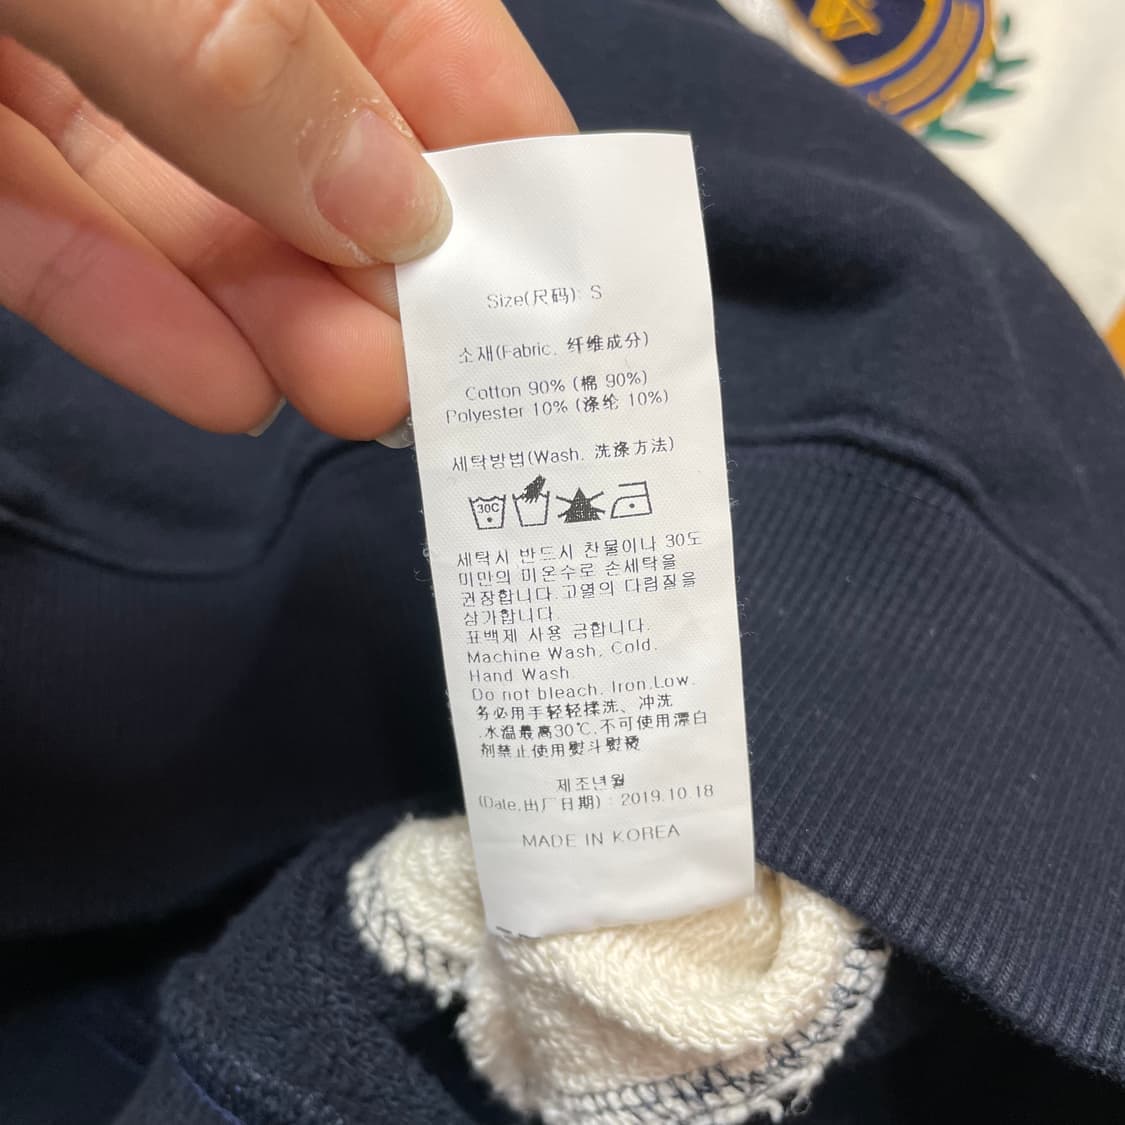 Size(尺码): S
소재(Fabric, 纤维成分)
Cotton 90% (棉 90%)
Polyester 10% (涤纶 10%)
세탁방법(Wash, 洗涤方法)
30C
세탁시 반드시 찬물이나 30도
미만의 미온수로 손세탁을
권장합니다.고열의 다림질을
삼가합니다.
표백제 사용 금합니다.
Machine Wash, Cold.
Hand Wash
Do not bleach. Iron,Low.
务必用手轻轻揉洗、冲洗
.水温最高30℃.不可使用漂白
剂禁止使用熨斗熨烫
제조년월
(Date,出厂日期) : 2019.10.18
MADE IN KOREA